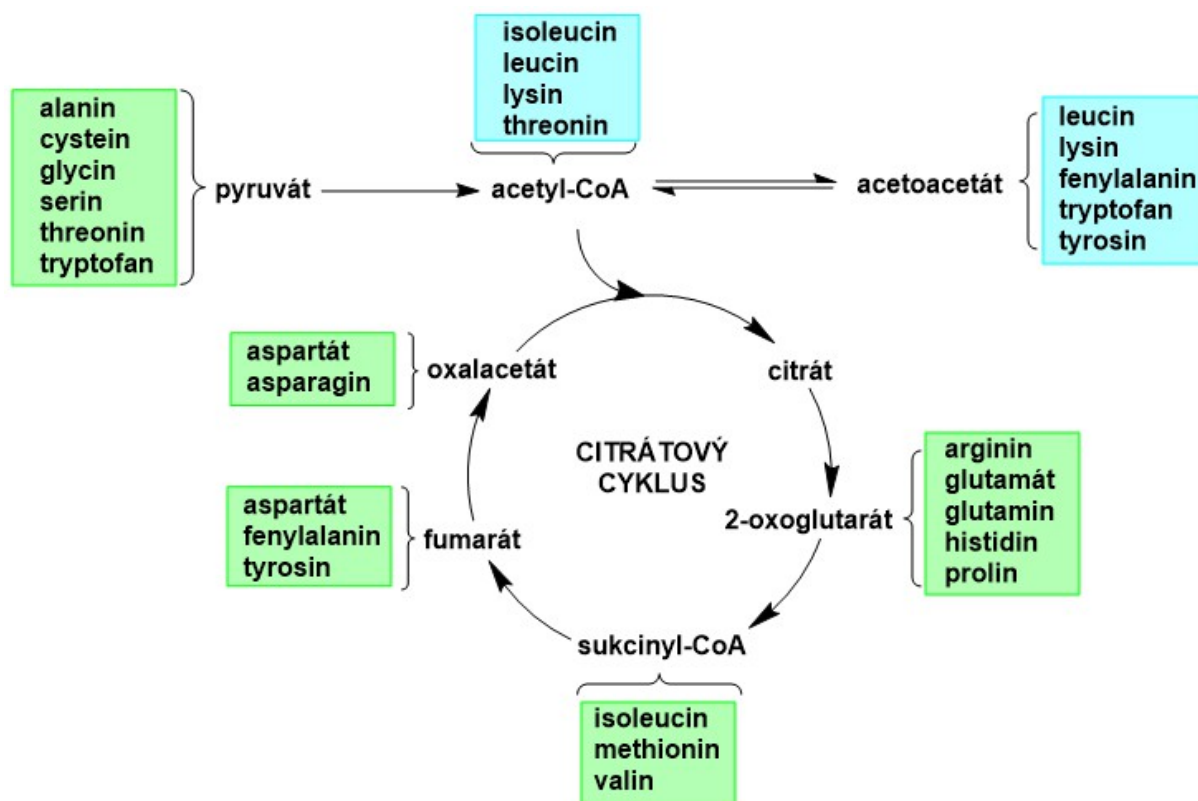 isoleucin
leucin
lysin
threonin
alanin
cystein
glycin
serin
threonin
tryptofan
pyruvát
acetyl-CoA
acetoacetát
leucin
lysin
fenylalanin
tryptofan
tyrosin
aspartát
asparagin
oxalacetát
citrát
CITRÁTOVÝ
CYKLUS
aspartát
fenylalanin
tyrosin
fumarát
2-oxoglutarát
arginin
glutamát
glutamin
histidin
prolin
sukcinyl-CoA
isoleucin
methionin
valin